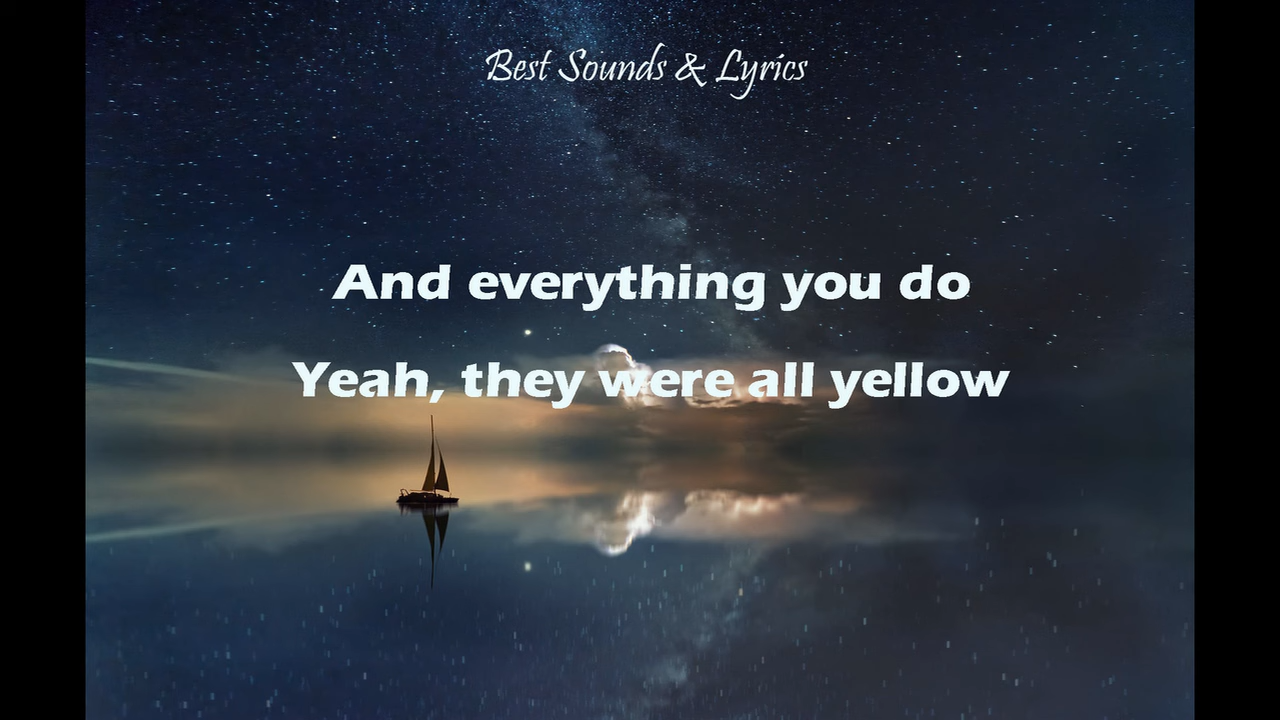 Best Sounds & Lyrics
And everything you do
Yeah, they were all yellow